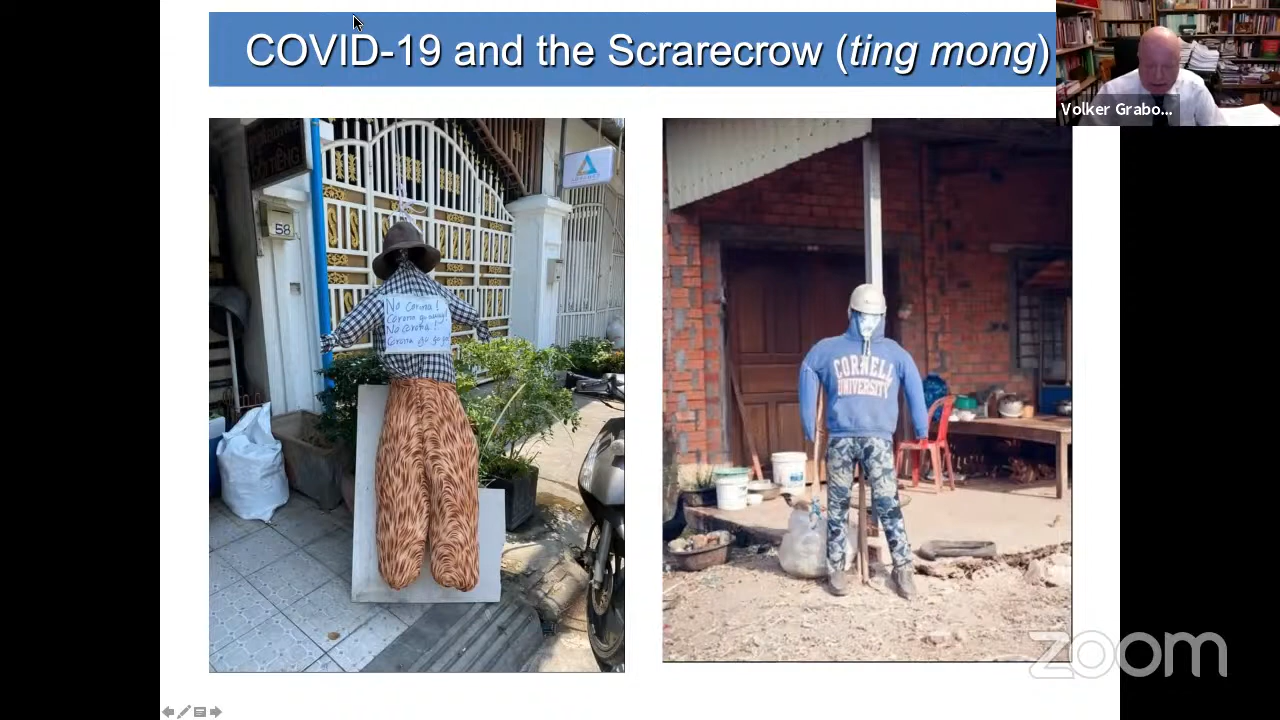 COVID-19 and the Scrarecrow (ting mong)
Volker Grabo...
58
No Corona !
Corona go away!
No corona !
Corona go go go
CORNELL
UNIVERSITY
zoom